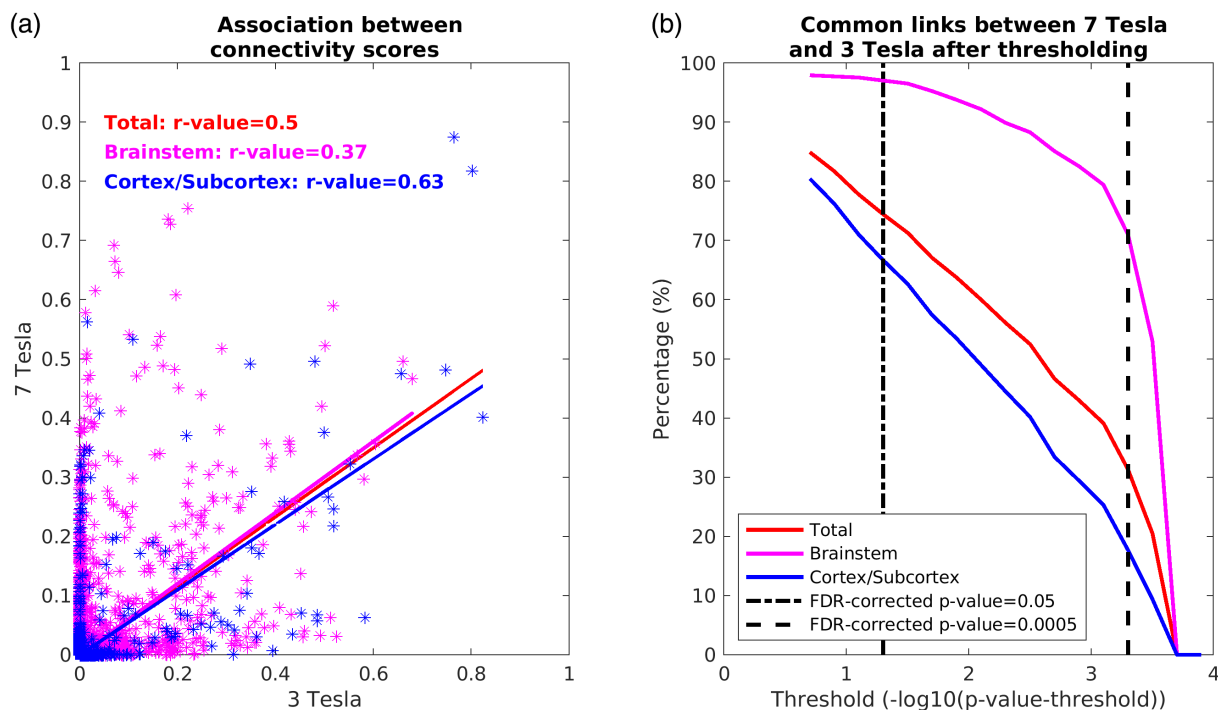 (a)
Association between
connectivity scores
1
0.9
0.8
0.7
0.6
0.5
0.4
0.3
0.2
0.1
0
7 Tesla
Total: r-value=0.5
Brainstem: r-value=0.37
Cortex/Subcortex: r-value=0.63
0 0.2 0.4 0.6 0.8 1
3 Tesla
(b)
Common links between 7 Tesla
and 3 Tesla after thresholding
100
90
80
70
60
50
40
30
20
10
0
Percentage (%)
Total
Brainstem
Cortex/Subcortex
FDR-corrected p-value=0.05
FDR-corrected p-value=0.0005
0 1 2 3 4
Threshold (-log10(p-value-threshold))